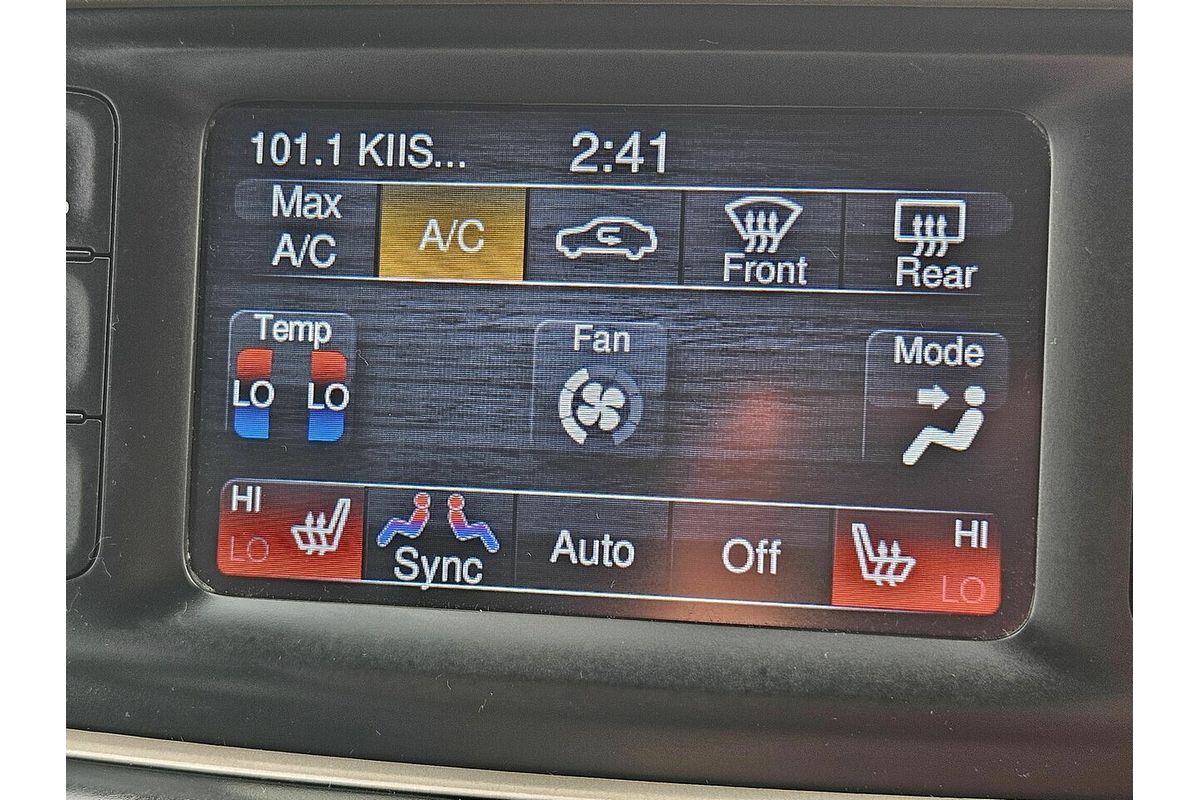 101.1 KIIS... 2:41
Max
A/C
A/C
Front
Rear
Temp
LO LO
Fan
Mode
HI
LO
Sync
Auto
Off
HI
LO